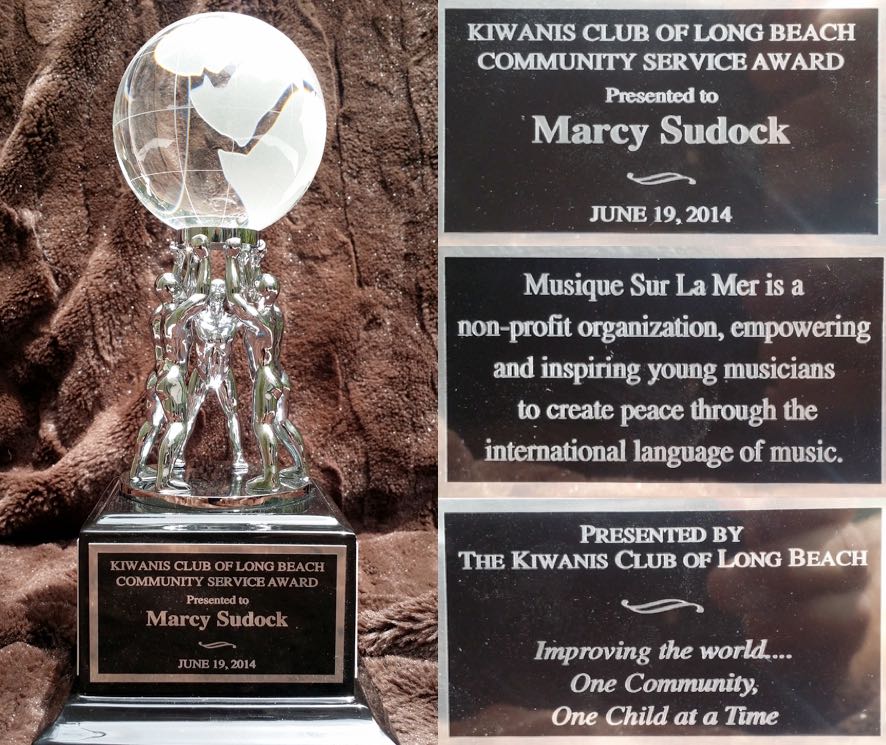 KIWANIS CLUB OF LONG BEACH
COMMUNITY SERVICE AWARD
Presented to
Marcy Sudock
JUNE 19, 2014
KIWANIS CLUB OF LONG BEACH
COMMUNITY SERVICE AWARD
Presented to
Marcy Sudock
JUNE 19, 2014
Musique Sur La Mer is a
non-profit organization, empowering
and inspiring young musicians
to create peace through the
international language of music.
PRESENTED BY
THE KIWANIS CLUB OF LONG BEACH
Improving the world....
One Community,
One Child at a Time